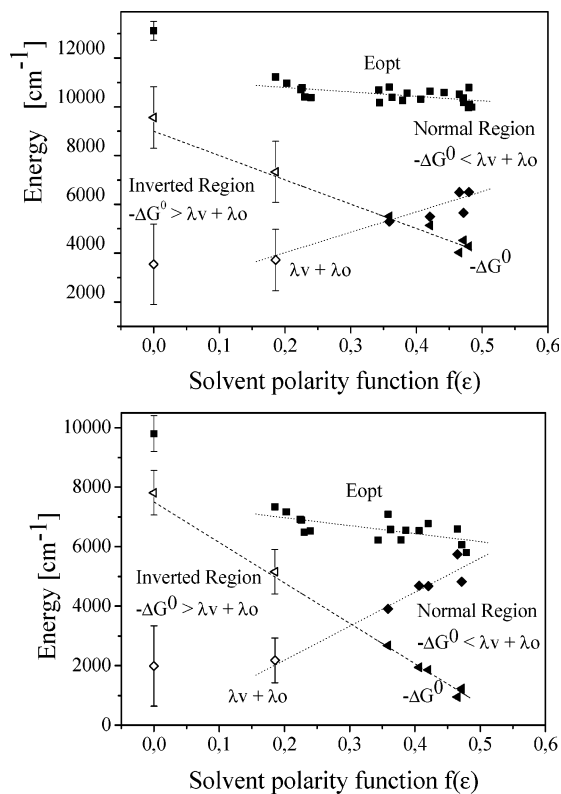 12000
10000
8000
6000
4000
2000
Energy [cm⁻¹]
Eopt
Normal Region
-ΔG⁰ < λv + λo
Inverted Region
-ΔG⁰ > λv + λo
λv + λo
-ΔG⁰
0,0 0,1 0,2 0,3 0,4 0,5 0,6
Solvent polarity function f(ε)
10000
8000
6000
4000
2000
0
Energy [cm⁻¹]
Eopt
Inverted Region
-ΔG⁰ > λv + λo
Normal Region
-ΔG⁰ < λv + λo
λv + λo
-ΔG⁰
0,0 0,1 0,2 0,3 0,4 0,5 0,6
Solvent polarity function f(ε)